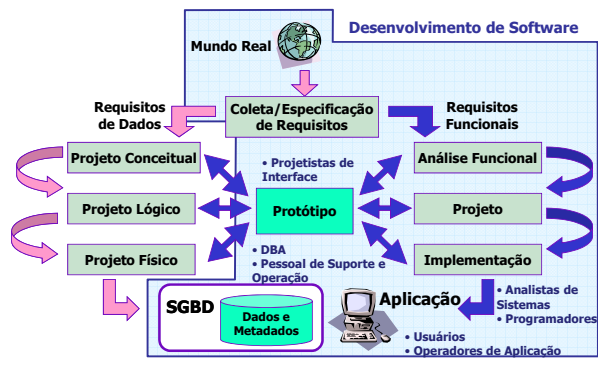 Desenvolvimento de Software
Mundo Real
Requisitos
de Dados
Coleta/Especificação
de Requisitos
Requisitos
Funcionais
Projeto Conceitual
• Projetistas de
Interface
Análise Funcional
Projeto Lógico
Protótipo
Projeto
Projeto Físico
• DBA
• Pessoal de Suporte e
Operação
Implementação
SGBD
Dados e
Metadados
Aplicação
• Analistas de
Sistemas
• Programadores
• Usuários
• Operadores de Aplicação